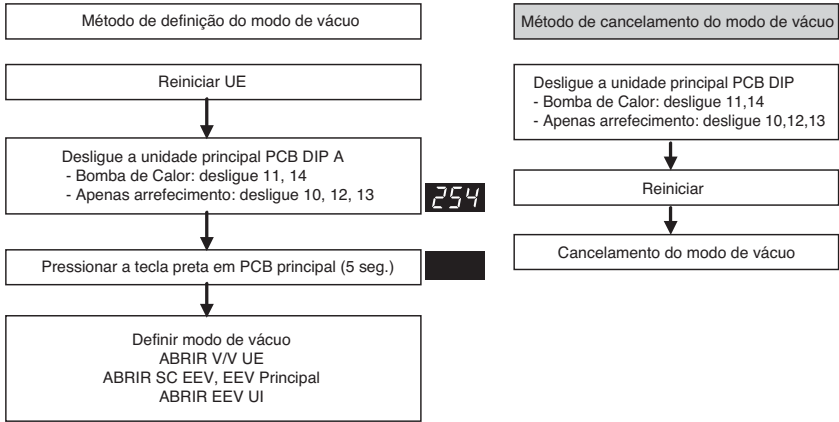 Método de definição do modo de vácuo
Reiniciar UE
Desligue a unidade principal PCB DIP A
- Bomba de Calor: desligue 11, 14
- Apenas arrefecimento: desligue 10, 12, 13
254
Pressionar a tecla preta em PCB principal (5 seg.)
Definir modo de vácuo
ABRIR V/V UE
ABRIR SC EEV, EEV Principal
ABRIR EEV UI
Método de cancelamento do modo de vácuo
Desligue a unidade principal PCB DIP
- Bomba de Calor: desligue 11,14
- Apenas arrefecimento: desligue 10,12,13
Reiniciar
Cancelamento do modo de vácuo